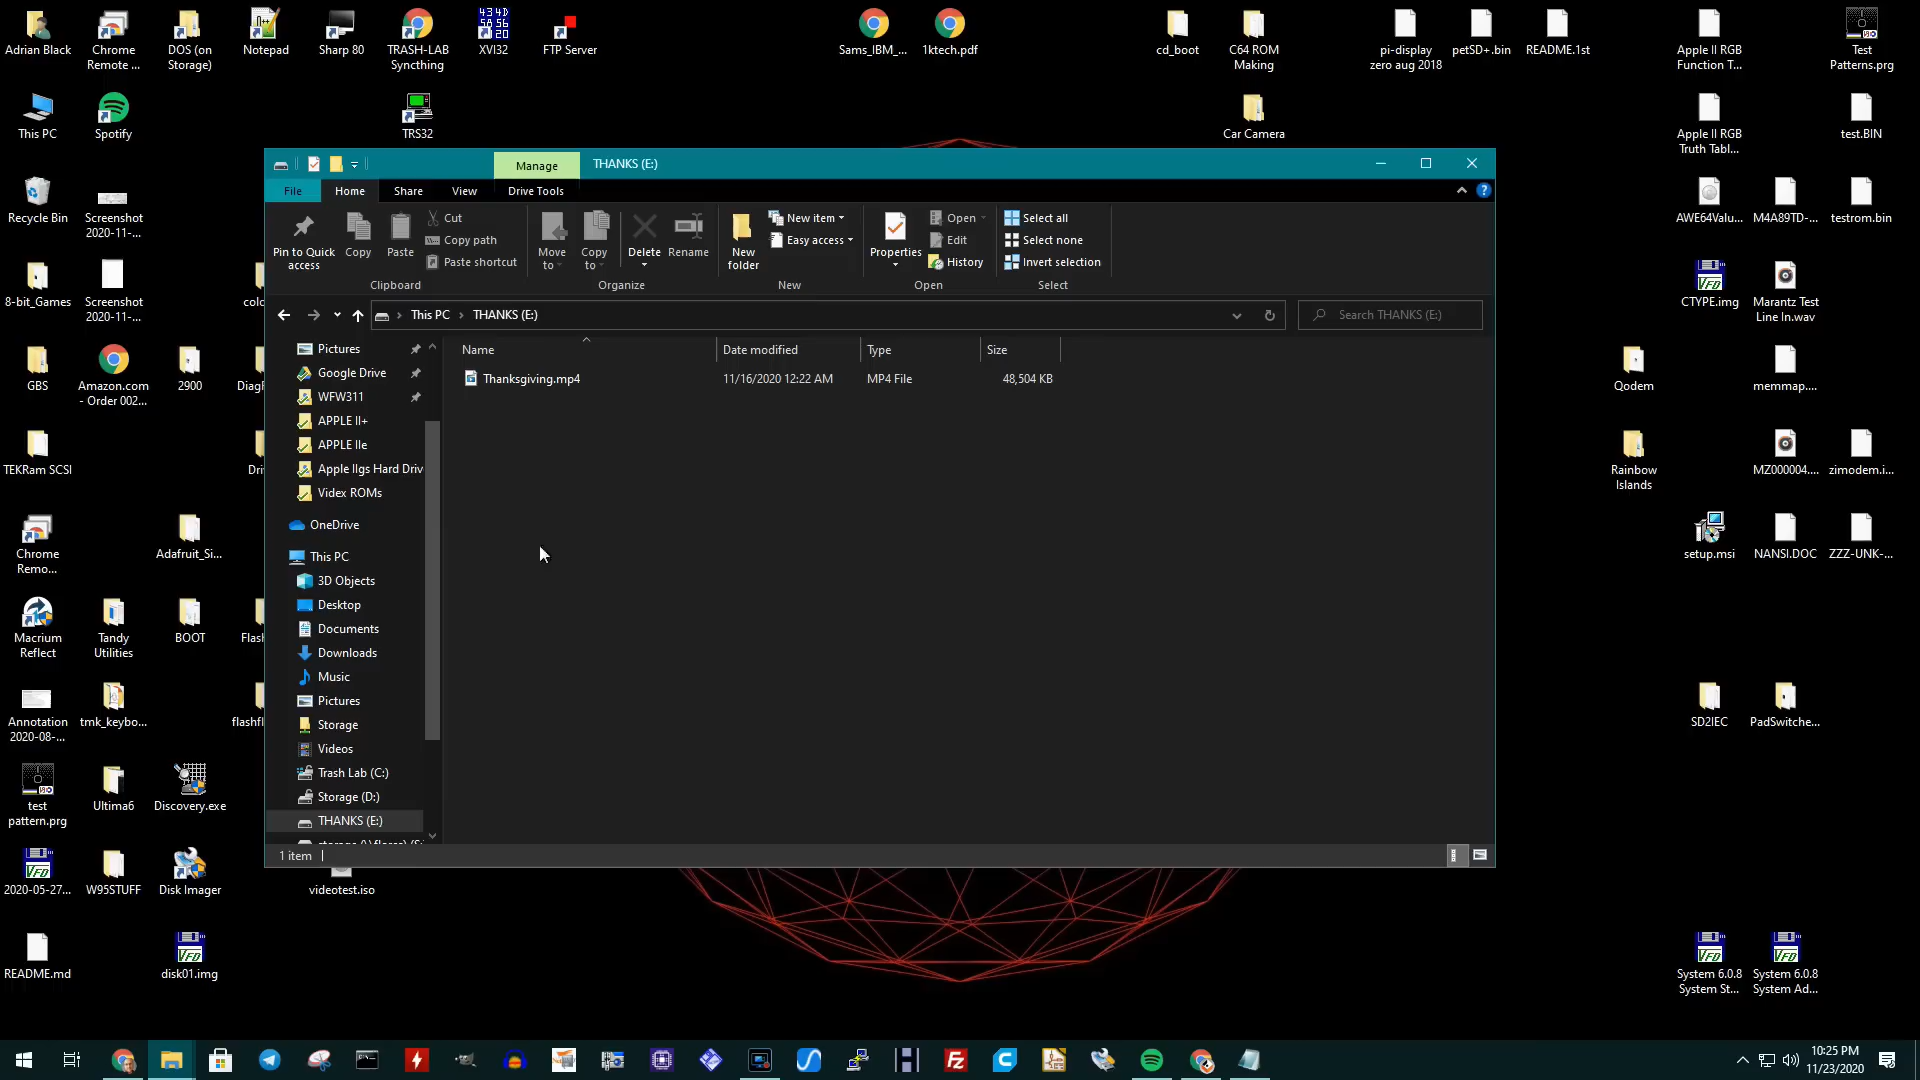 Adrian Black
Chrome
Remote ...
DOS (on
Storage)
Notepad
Sharp 80
TRASH-LAB
Syncthing
XVI32
FTP Server
Sams_IBM_...
1ktech.pdf
cd_boot
C64 ROM
Making
pi-display
zero aug 2018
petSD+.bin
README.1st
Apple II RGB
Function T...
Test
Patterns.prg
This PC
Spotify
TRS32
Car Camera
Apple II RGB
Truth Tabl...
test.BIN
Manage
THANKS (E:)
File
Home
Share
View
Drive Tools
Recycle Bin
Screenshot
2020-11-...
AWE64Valu...
M4A89TD-...
testrom.bin
Pin to Quick
access
Copy
Paste
Cut
Copy path
Paste shortcut
Move
to
Copy
to
Delete
Rename
New
folder
New item
Easy access
Properties
Open
Edit
History
Select all
Select none
Invert selection
Clipboard
Organize
New
Open
Select
8-bit_Games
Screenshot
2020-11-...
CTYPE.img
Marantz Test
Line In.wav
This PC
THANKS (E:)
Search THANKS (E:)
Name
Date modified
Type
Size
Thanksgiving.mp4
11/16/2020 12:22 AM
MP4 File
48,504 KB
Pictures
Google Drive
WFW311
APPLE II+
APPLE IIe
Apple IIgs Hard Driv
Videx ROMs
OneDrive
This PC
3D Objects
Desktop
Documents
Downloads
Music
Pictures
Storage
Videos
Trash Lab (C:)
Storage (D:)
THANKS (E:)
1 item
GBS
Amazon.com
- Order 002...
2900
Qodem
memmap....
TEKRam SCSI
Rainbow
Islands
MZ000004....
zimodem.i...
Chrome
Remo...
Adafruit_Si...
setup.msi
NANSI.DOC
ZZZ-UNK-...
Macrium
Reflect
Tandy
Utilities
BOOT
Annotation
2020-08-...
tmk_keybo...
SD2IEC
PadSwitche...
test
pattern.prg
Ultima6
Discovery.exe
2020-05-27...
W95STUFF
Disk Imager
videotest.iso
README.md
disk01.img
System 6.0.8
System St...
System 6.0.8
System Ad...
10:25 PM
11/23/2020